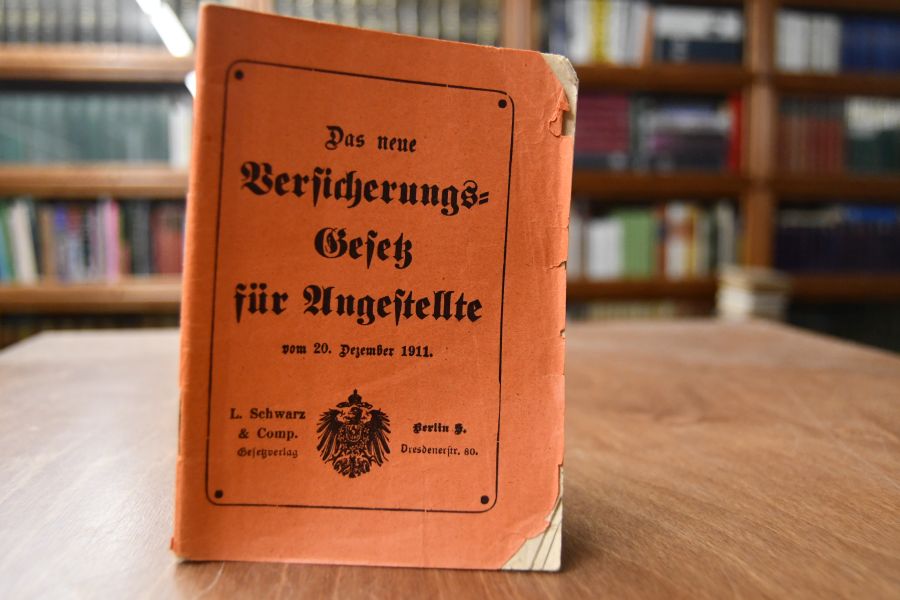 Das neue
Versicherungs-
Gesetz
für Angestellte
vom 20. Dezember 1911.
L. Schwarz
& Comp.
Gesetzverlag
Berlin S.
Dresdenerstr. 80.